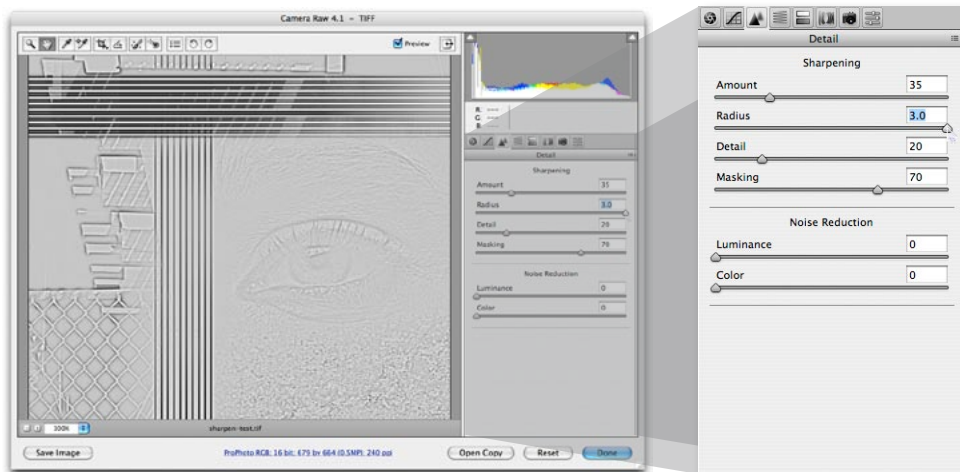 Camera Raw 4.1 – TIFF
Preview
R: ----
G: ----
B: ----
Detail
Sharpening
Amount 35
Radius 3.0
Detail 20
Masking 70
Noise Reduction
Luminance 0
Color 0
300%
sharpen-test.tif
Save Image
ProPhoto RGB; 16 bit; 679 by 664 (0.5MP); 240 ppi
Open Copy
Reset
Done
Detail
Sharpening
Amount 35
Radius 3.0
Detail 20
Masking 70
Noise Reduction
Luminance 0
Color 0